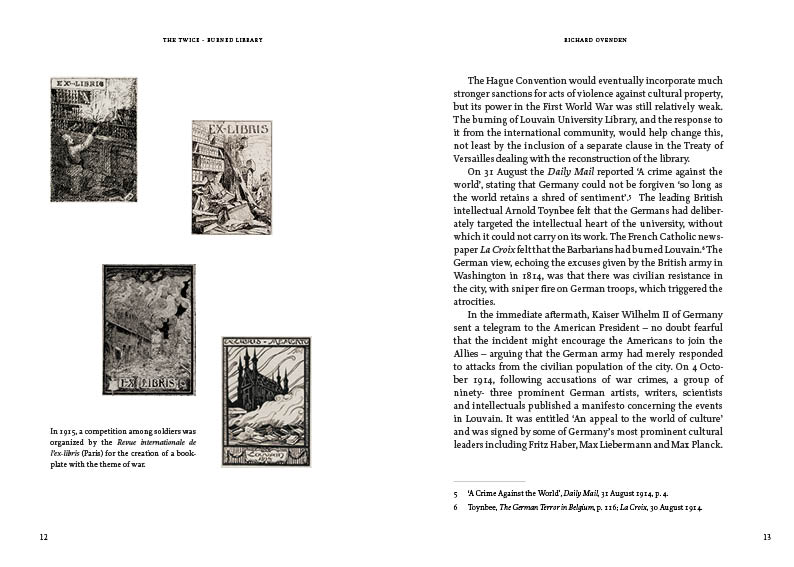 THE TWICE - BURNED LIBRARY
EX-LIBRIS
EX-LIBRIS
EX LIBRIS
Louvain
1914
In 1915, a competition among soldiers was
organized by the Revue internationale de
l'ex-libris (Paris) for the creation of a book-
plate with the theme of war.
12
RICHARD OVENDEN
The Hague Convention would eventually incorporate much
stronger sanctions for acts of violence against cultural property,
but its power in the First World War was still relatively weak.
The burning of Louvain University Library, and the response to
it from the international community, would help change this,
not least by the inclusion of a separate clause in the Treaty of
Versailles dealing with the reconstruction of the library.
On 31 August the Daily Mail reported ‘A crime against the
world’, stating that Germany could not be forgiven ‘so long as
the world retains a shred of sentiment’.5 The leading British
intellectual Arnold Toynbee felt that the Germans had deliber-
ately targeted the intellectual heart of the university, without
which it could not carry on its work. The French Catholic news-
paper La Croix felt that the Barbarians had burned Louvain.6 The
German view, echoing the excuses given by the British army in
Washington in 1814, was that there was civilian resistance in
the city, with sniper fire on German troops, which triggered the
atrocities.
In the immediate aftermath, Kaiser Wilhelm II of Germany
sent a telegram to the American President – no doubt fearful
that the incident might encourage the Americans to join the
Allies – arguing that the German army had merely responded
to attacks from the civilian population of the city. On 4 Octo-
ber 1914, following accusations of war crimes, a group of
ninety- three prominent German artists, writers, scientists
and intellectuals published a manifesto concerning the events
in Louvain. It was entitled ‘An appeal to the world of culture’
and was signed by some of Germany’s most prominent cultural
leaders including Fritz Haber, Max Liebermann and Max Planck.
5 ‘A Crime Against the World’, Daily Mail, 31 August 1914, p. 4.
6 Toynbee, The German Terror in Belgium, p. 116; La Croix, 30 August 1914.
13